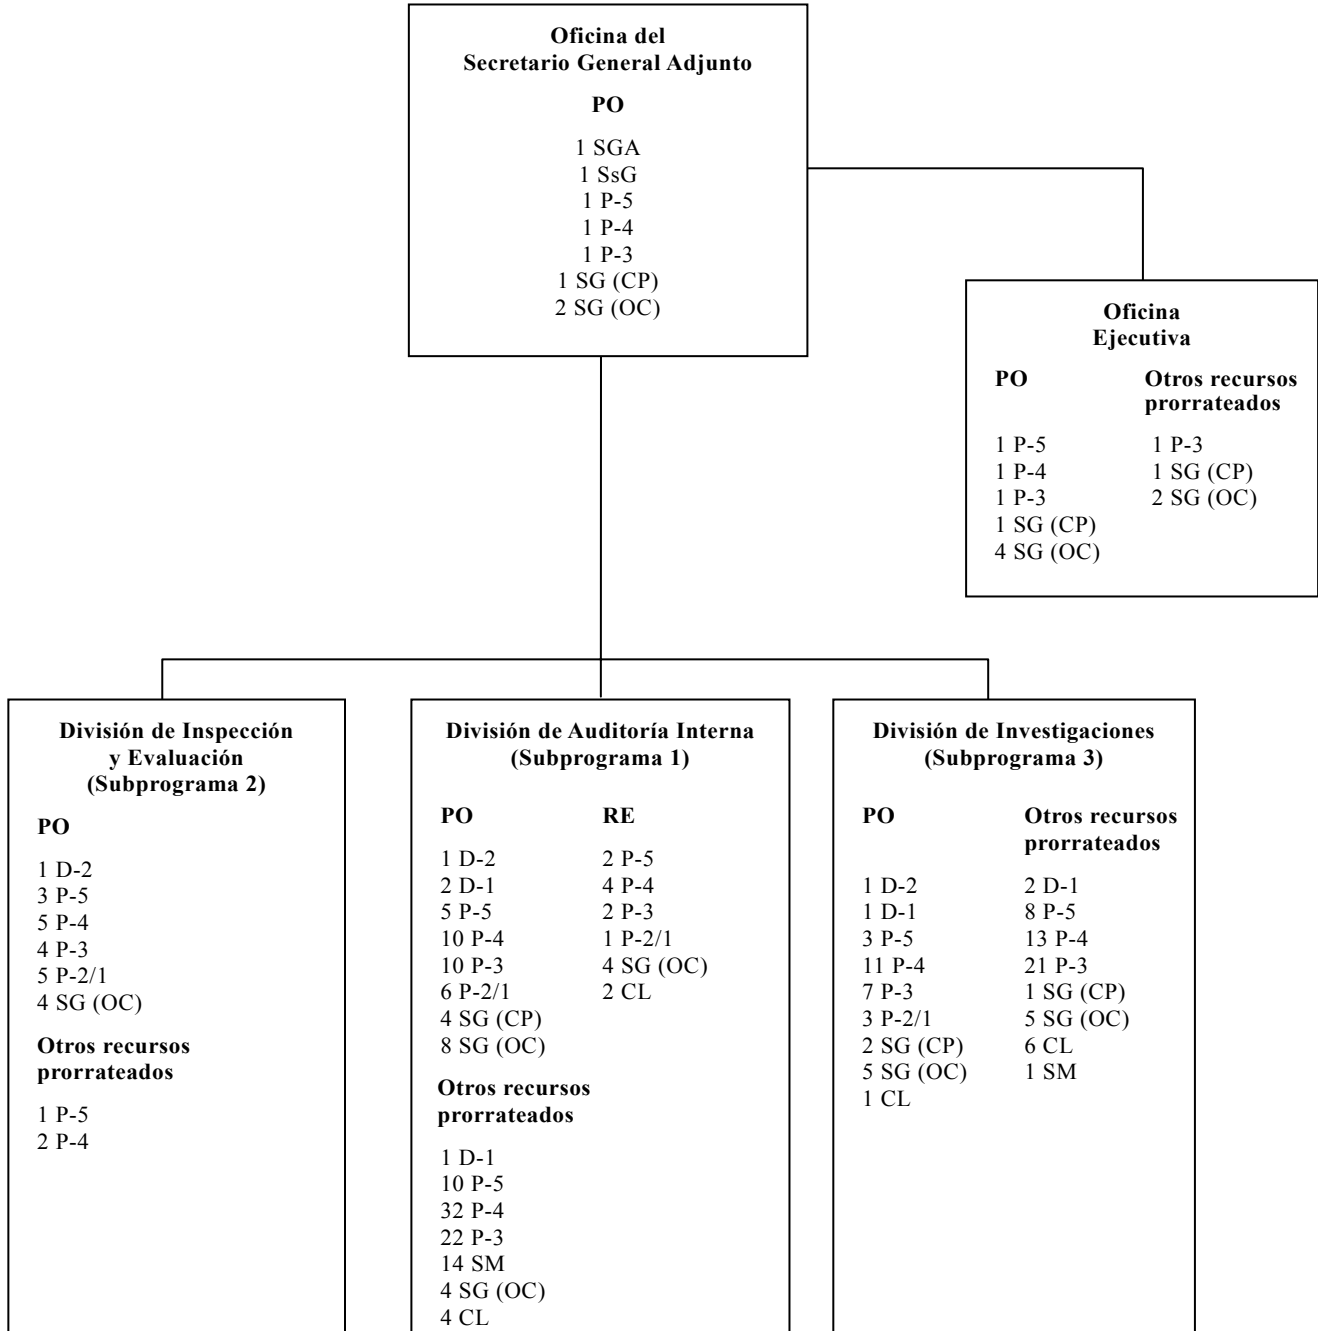 Oficina del
Secretario General Adjunto
PO
1 SGA
1 SsG
1 P-5
1 P-4
1 P-3
1 SG (CP)
2 SG (OC)
Oficina
Ejecutiva
PO
1 P-5
1 P-4
1 P-3
1 SG (CP)
4 SG (OC)
Otros recursos
prorrateados
1 P-3
1 SG (CP)
2 SG (OC)
División de Inspección
y Evaluación
(Subprograma 2)
PO
1 D-2
3 P-5
5 P-4
4 P-3
5 P-2/1
4 SG (OC)
Otros recursos
prorrateados
1 P-5
2 P-4
División de Auditoría Interna
(Subprograma 1)
PO
1 D-2
2 D-1
5 P-5
10 P-4
10 P-3
6 P-2/1
4 SG (CP)
8 SG (OC)
RE
2 P-5
4 P-4
2 P-3
1 P-2/1
4 SG (OC)
2 CL
Otros recursos
prorrateados
1 D-1
10 P-5
32 P-4
22 P-3
14 SM
4 SG (OC)
4 CL
División de Investigaciones
(Subprograma 3)
PO
1 D-2
1 D-1
3 P-5
11 P-4
7 P-3
3 P-2/1
2 SG (CP)
5 SG (OC)
1 CL
Otros recursos
prorrateados
2 D-1
8 P-5
13 P-4
21 P-3
1 SG (CP)
5 SG (OC)
6 CL
1 SM